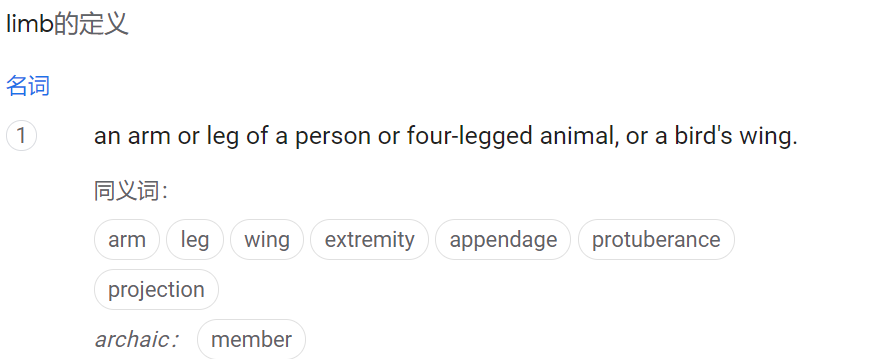 limb的定义
名词
1 an arm or leg of a person or four-legged animal, or a bird's wing.
同义词：
arm leg wing extremity appendage protuberance
projection
archaic： member